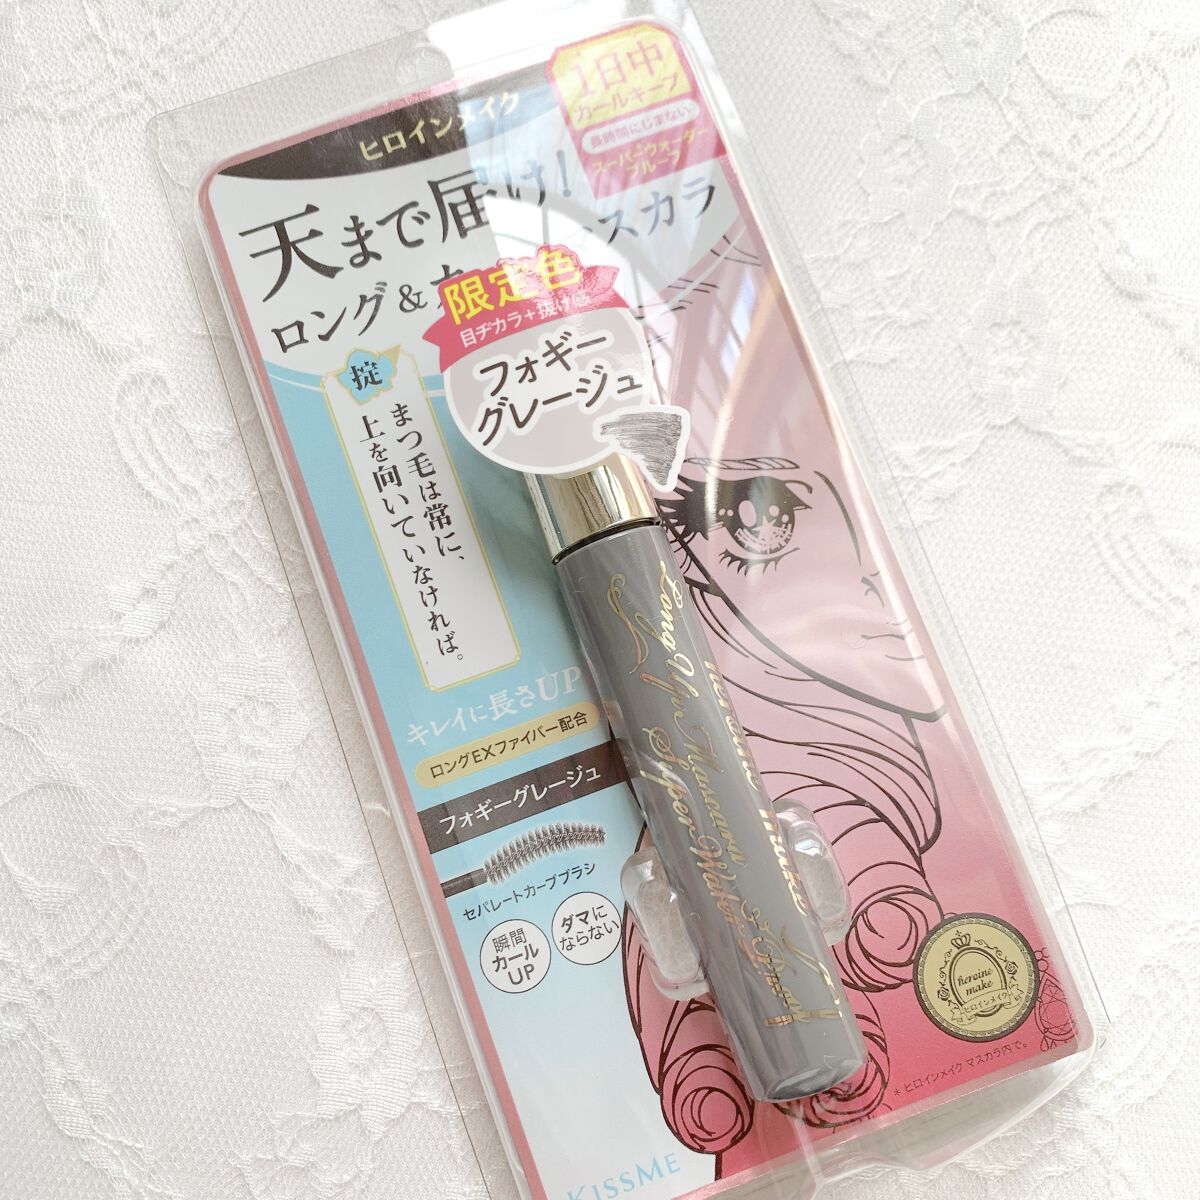 ヒロインメイク
1日中
カールキープ
長時間にじまない
スーパーウォーター
プルーフ
天まで届け!
マスカラ
ロング&カ
限定色
目ヂカラ+抜け感
フォギー
グレージュ
掟
まつ毛は常に、
上を向いていなければ。
キレイに長さUP
ロングEXファイバー配合
フォギーグレージュ
セパレートカーブブラシ
瞬間
カール
UP
ダマに
ならない
heroine make
Long Up Mascara
Super WaterProof
heroine
make
ヒロインメイク
* ヒロインメイク マスカラ内で。
KISSME